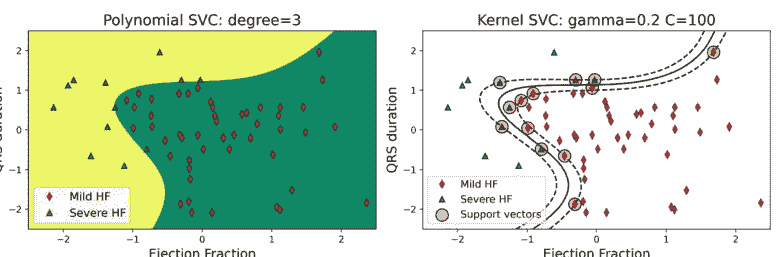 Polynomial SVC: degree=3
2
1
0
−1
−2
QRS duration
Mild HF
Severe HF
−2 −1 0 1 2
Ejection Fraction
Kernel SVC: gamma=0.2 C=100
2
1
0
−1
−2
QRS duration
Mild HF
Severe HF
Support vectors
−2 −1 0 1 2
Ejection Fraction